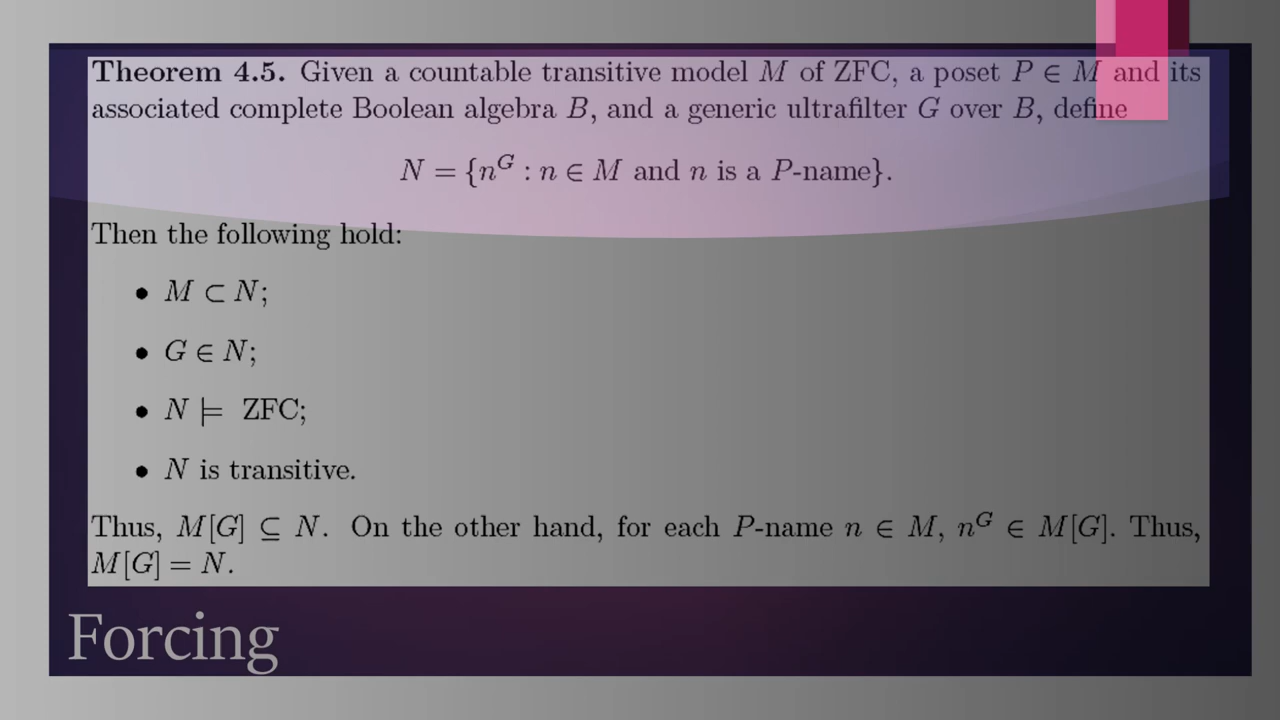 Theorem 4.5. Given a countable transitive model M of ZFC, a poset P ∈ M and its
associated complete Boolean algebra B, and a generic ultrafilter G over B, define
N = {n^G : n ∈ M and n is a P-name}.
Then the following hold:
• M ⊂ N;
• G ∈ N;
• N ⊨ ZFC;
• N is transitive.
Thus, M[G] ⊆ N. On the other hand, for each P-name n ∈ M, n^G ∈ M[G]. Thus,
M[G] = N.
Forcing